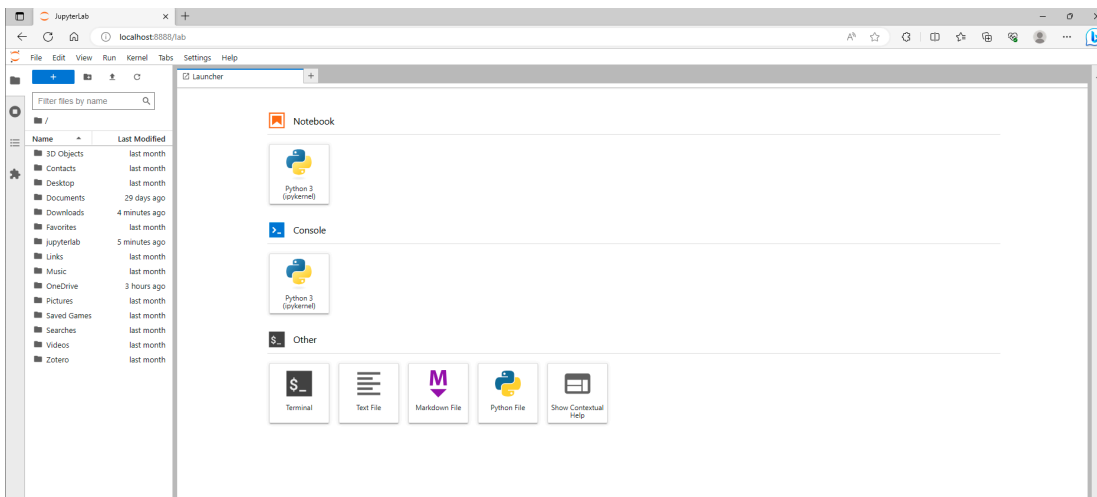 JupyterLab
localhost:8888/lab
File Edit View Run Kernel Tabs Settings Help
Launcher
Filter files by name
/
Name Last Modified
3D Objects last month
Contacts last month
Desktop last month
Documents 29 days ago
Downloads 4 minutes ago
Favorites last month
jupyterlab 5 minutes ago
Links last month
Music last month
OneDrive 3 hours ago
Pictures last month
Saved Games last month
Searches last month
Videos last month
Zotero last month
Notebook
Python 3
(ipykernel)
Console
Python 3
(ipykernel)
$_ Other
$_
M
Terminal Text File Markdown File Python File Show Contextual
Help